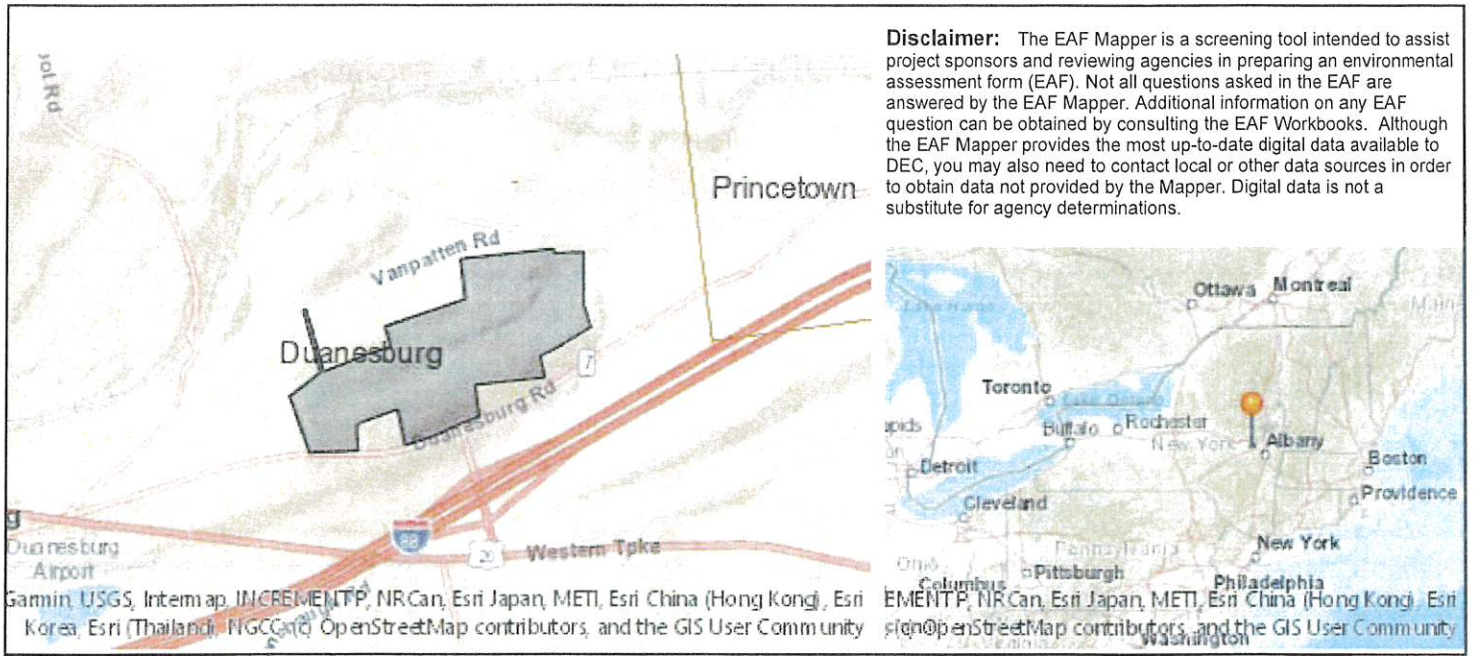 Disclaimer: The EAF Mapper is a screening tool intended to assist
project sponsors and reviewing agencies in preparing an environmental
assessment form (EAF). Not all questions asked in the EAF are
answered by the EAF Mapper. Additional information on any EAF
question can be obtained by consulting the EAF Workbooks. Although
the EAF Mapper provides the most up-to-date digital data available to
DEC, you may also need to contact local or other data sources in order
to obtain data not provided by the Mapper. Digital data is not a
substitute for agency determinations.
Princetown
Vanpatten Rd
Duanesburg
7
Duanesburg Rd
88
20
Western Tpke
Duanesburg
Airport
Garmin, USGS, Intermap, INCREMENT P, NRCan, Esri Japan, METI, Esri China (Hong Kong), Esri
Korea, Esri (Thailand), NGCC, (c) OpenStreetMap contributors, and the GIS User Community
Ottawa
Montreal
Toronto
Lake Ontario
Buffalo
Rochester
New York
Albany
Detroit
Boston
Cleveland
Providence
Pennsylvania
New York
Ohio
Columbus
Pittsburgh
Philadelphia
EMENT P, NRCan, Esri Japan, METI, Esri China (Hong Kong), Esri
OpenStreetMap contributors, and the GIS User Community
Washington